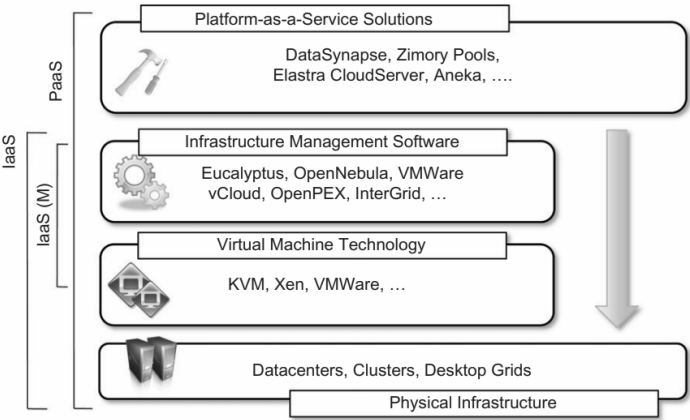 Platform-as-a-Service Solutions
DataSynapse, Zimory Pools,
Elastra CloudServer, Aneka, ....
PaaS
IaaS
IaaS (M)
Infrastructure Management Software
Eucalyptus, OpenNebula, VMWare
vCloud, OpenPEX, InterGrid, ...
Virtual Machine Technology
KVM, Xen, VMWare, ...
Datacenters, Clusters, Desktop Grids
Physical Infrastructure